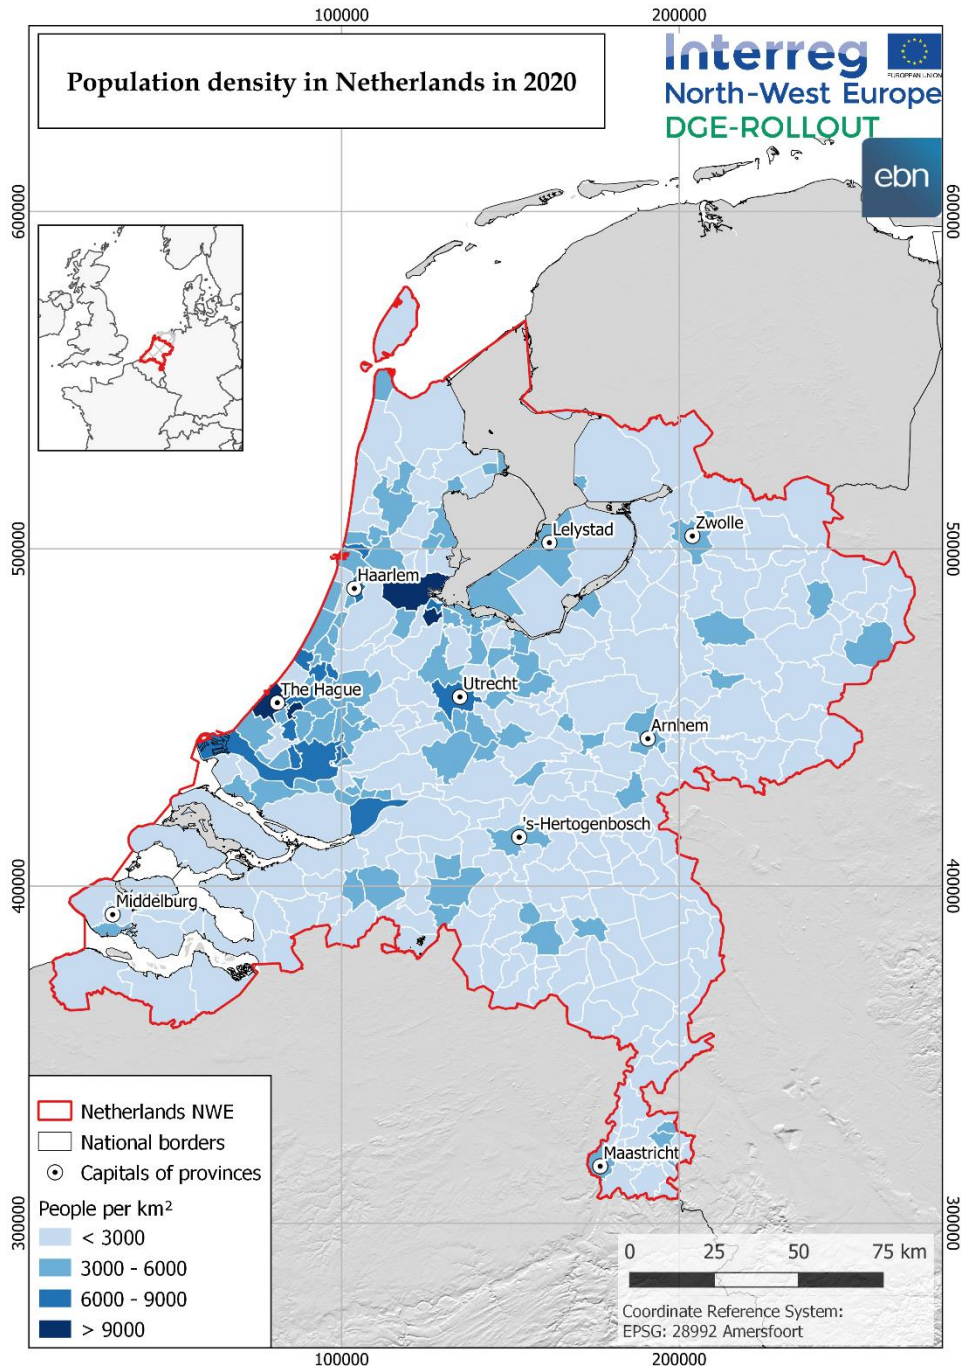 100000
200000
Population density in Netherlands in 2020
Interreg
EUROPEAN UNION
North-West Europe
DGE-ROLLOUT
ebn
600000
600000
Lelystad
Zwolle
500000
500000
Haarlem
The Hague
Utrecht
Arnhem
's-Hertogenbosch
400000
400000
Middelburg
Netherlands NWE
National borders
Capitals of provinces
People per km²
< 3000
3000 - 6000
6000 - 9000
> 9000
Maastricht
300000
300000
0 25 50 75 km
Coordinate Reference System:
EPSG: 28992 Amersfoort
100000
200000